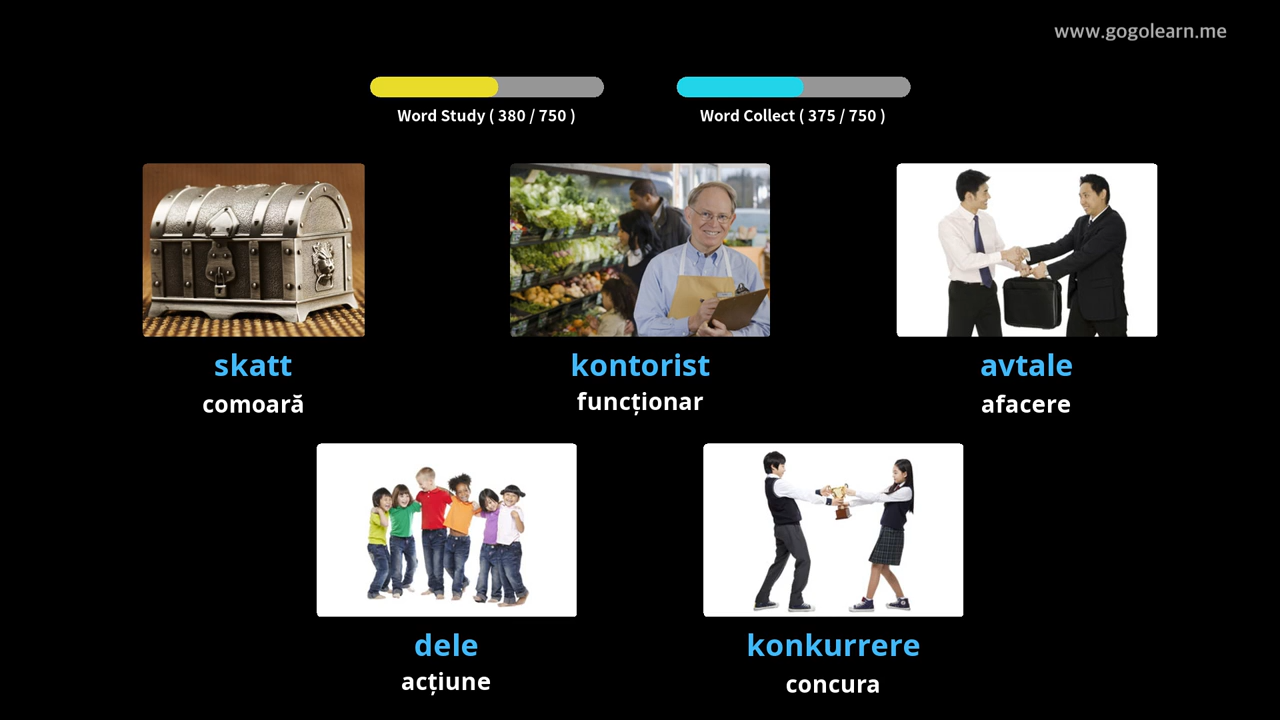 www.gogolearn.me
Word Study ( 380 / 750 )
Word Collect ( 375 / 750 )
skatt
comoară
kontorist
funcționar
avtale
afacere
dele
acțiune
konkurrere
concura